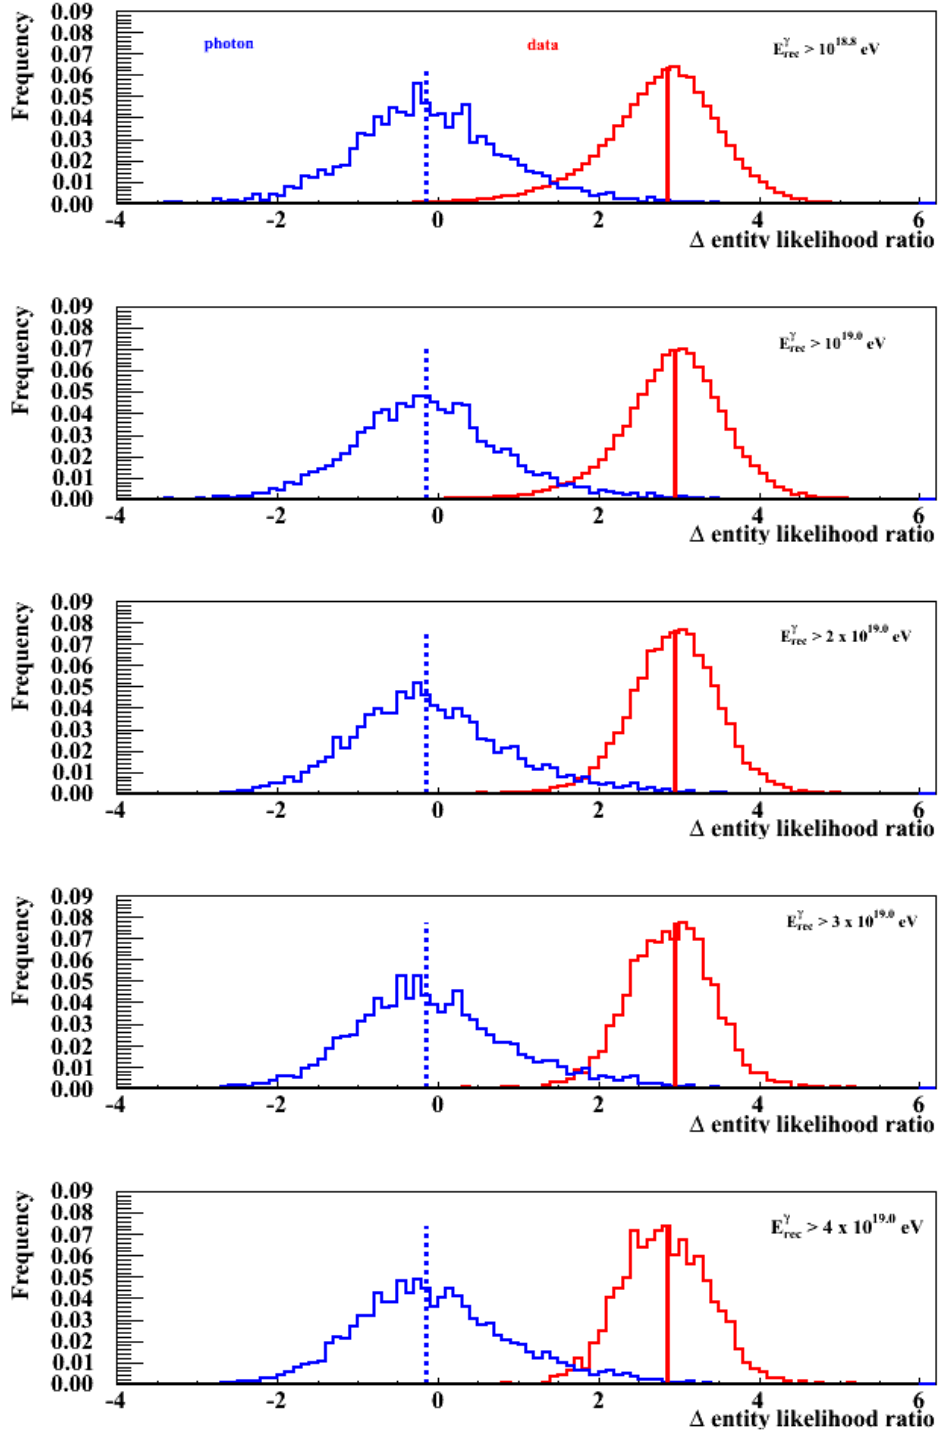 0.09
0.08
0.07
0.06
0.05
0.04
0.03
0.02
0.01
0.00
Frequency
photon
data
E^γ_rec > 10^18.8 eV
-4 -2 0 2 4 6
Δ entity likelihood ratio
0.09
0.08
0.07
0.06
0.05
0.04
0.03
0.02
0.01
0.00
Frequency
E^γ_rec > 10^19.0 eV
-4 -2 0 2 4 6
Δ entity likelihood ratio
0.09
0.08
0.07
0.06
0.05
0.04
0.03
0.02
0.01
0.00
Frequency
E^γ_rec > 2 x 10^19.0 eV
-4 -2 0 2 4 6
Δ entity likelihood ratio
0.09
0.08
0.07
0.06
0.05
0.04
0.03
0.02
0.01
0.00
Frequency
E^γ_rec > 3 x 10^19.0 eV
-4 -2 0 2 4 6
Δ entity likelihood ratio
0.09
0.08
0.07
0.06
0.05
0.04
0.03
0.02
0.01
0.00
Frequency
E^γ_rec > 4 x 10^19.0 eV
-4 -2 0 2 4 6
Δ entity likelihood ratio